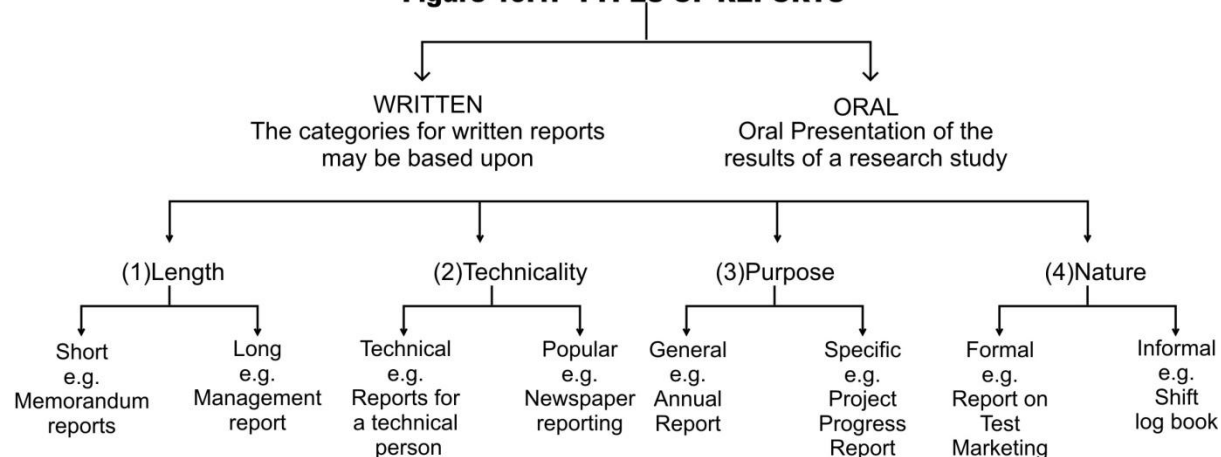 WRITTEN
The categories for written reports
may be based upon
ORAL
Oral Presentation of the
results of a research study
(1)Length
(2)Technicality
(3)Purpose
(4)Nature
Short
e.g.
Memorandum
reports
Long
e.g.
Management
report
Technical
e.g.
Reports for
a technical
person
Popular
e.g.
Newspaper
reporting
General
e.g.
Annual
Report
Specific
e.g.
Project
Progress
Report
Formal
e.g.
Report on
Test
Marketing
Informal
e.g.
Shift
log book